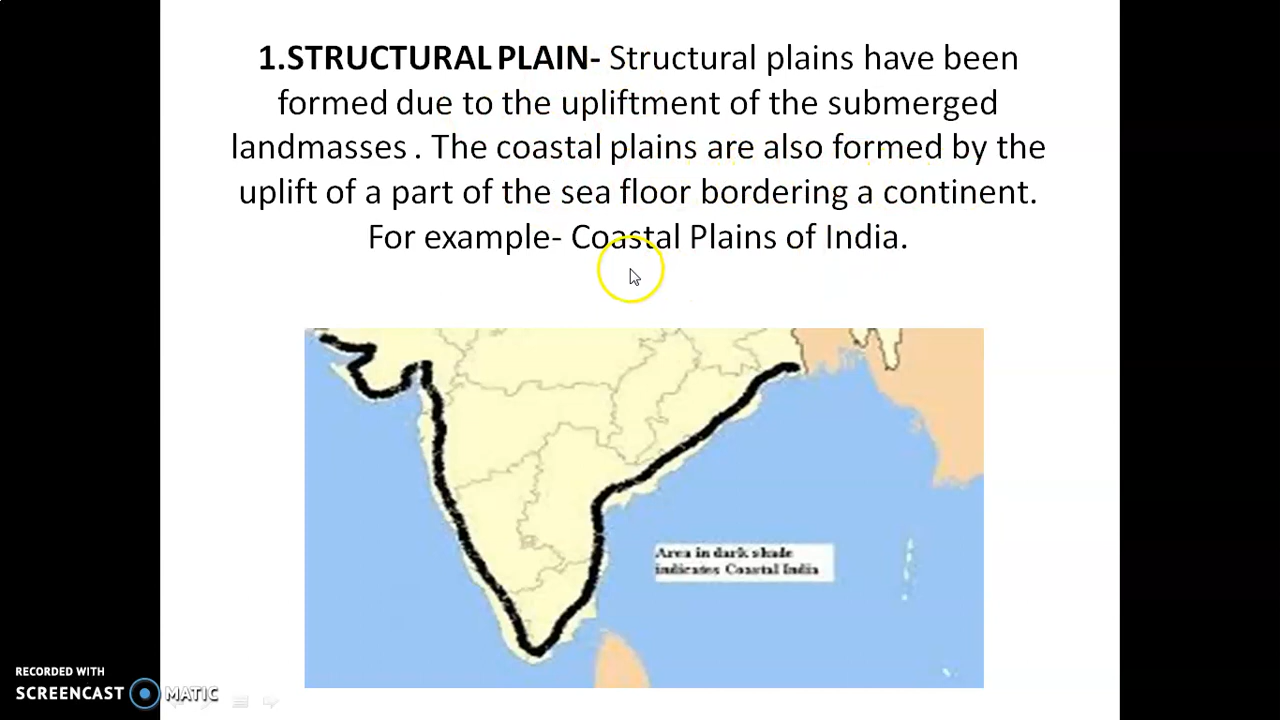 1.STRUCTURAL PLAIN- Structural plains have been
formed due to the upliftment of the submerged
landmasses . The coastal plains are also formed by the
uplift of a part of the sea floor bordering a continent.
For example- Coastal Plains of India.
Area in dark shade
indicates Coastal India
RECORDED WITH
SCREENCAST MATIC